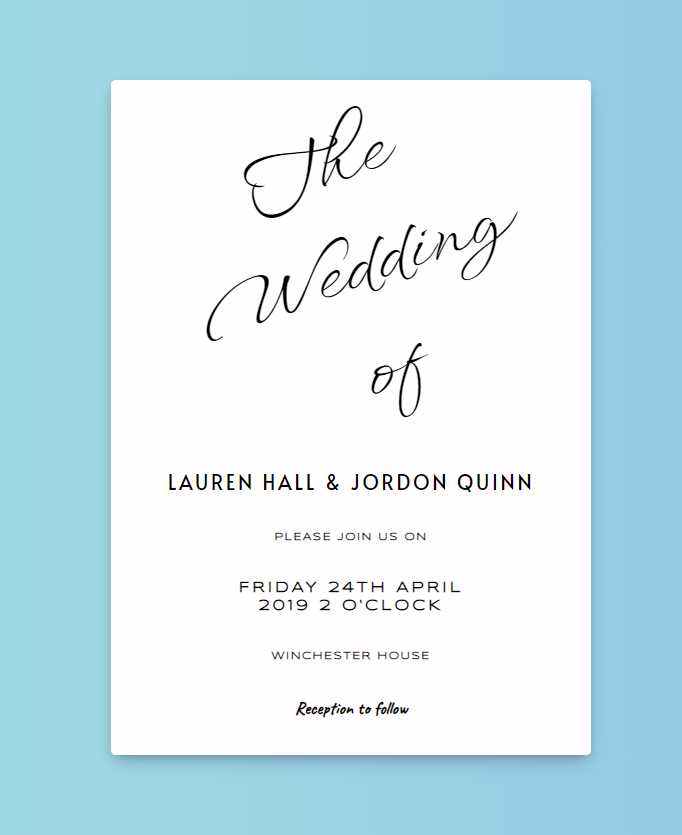 The
Wedding
of
LAUREN HALL & JORDON QUINN
PLEASE JOIN US ON
FRIDAY 24TH APRIL
2019 2 O'CLOCK
WINCHESTER HOUSE
Reception to follow